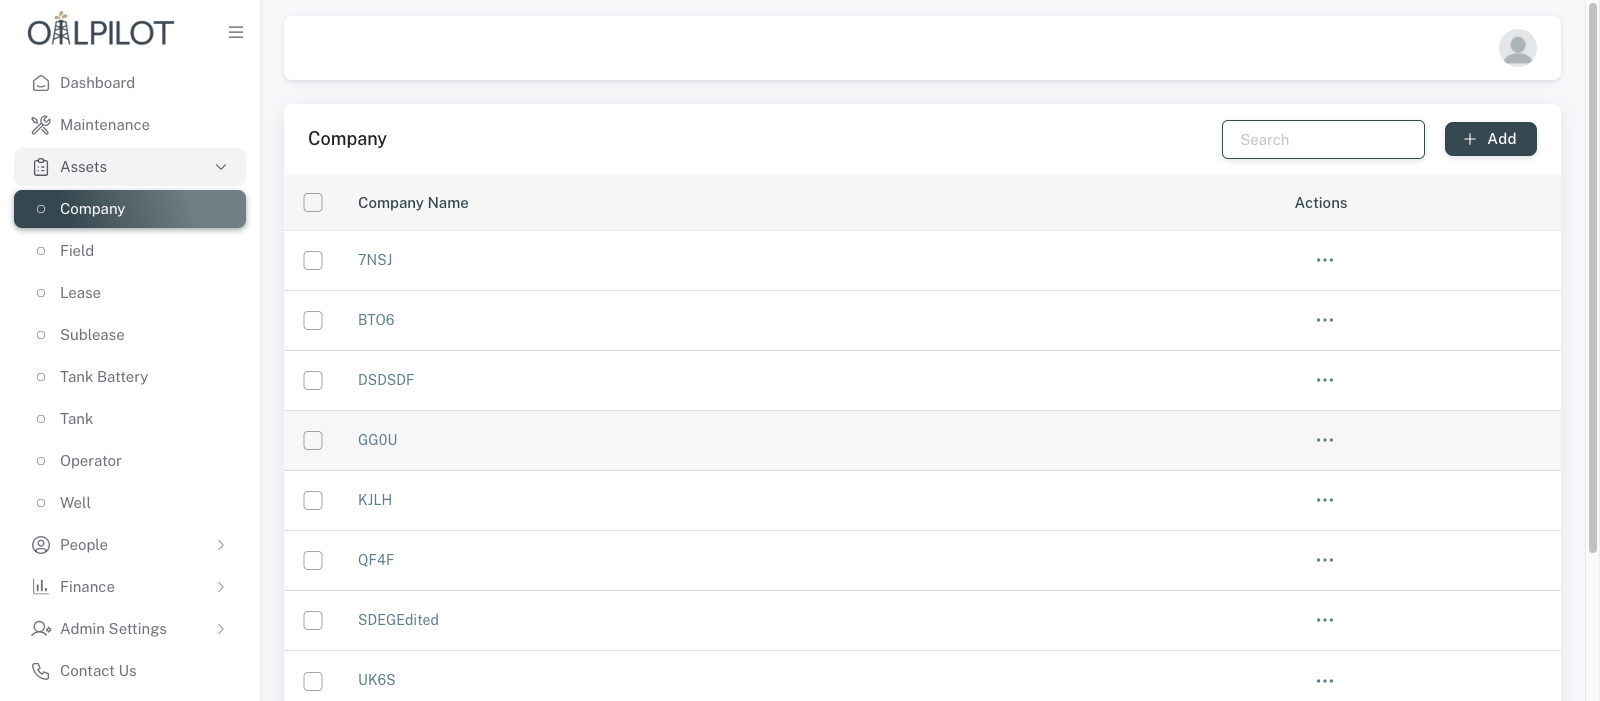 OILPILOT
Dashboard
Maintenance
Assets
Company
Field
Lease
Sublease
Tank Battery
Tank
Operator
Well
People
Finance
Admin Settings
Contact Us
Company
Search
Add
Company Name Actions
7NSJ
BTO6
DSDSDF
GG0U
KJLH
QF4F
SDEGEdited
UK6S